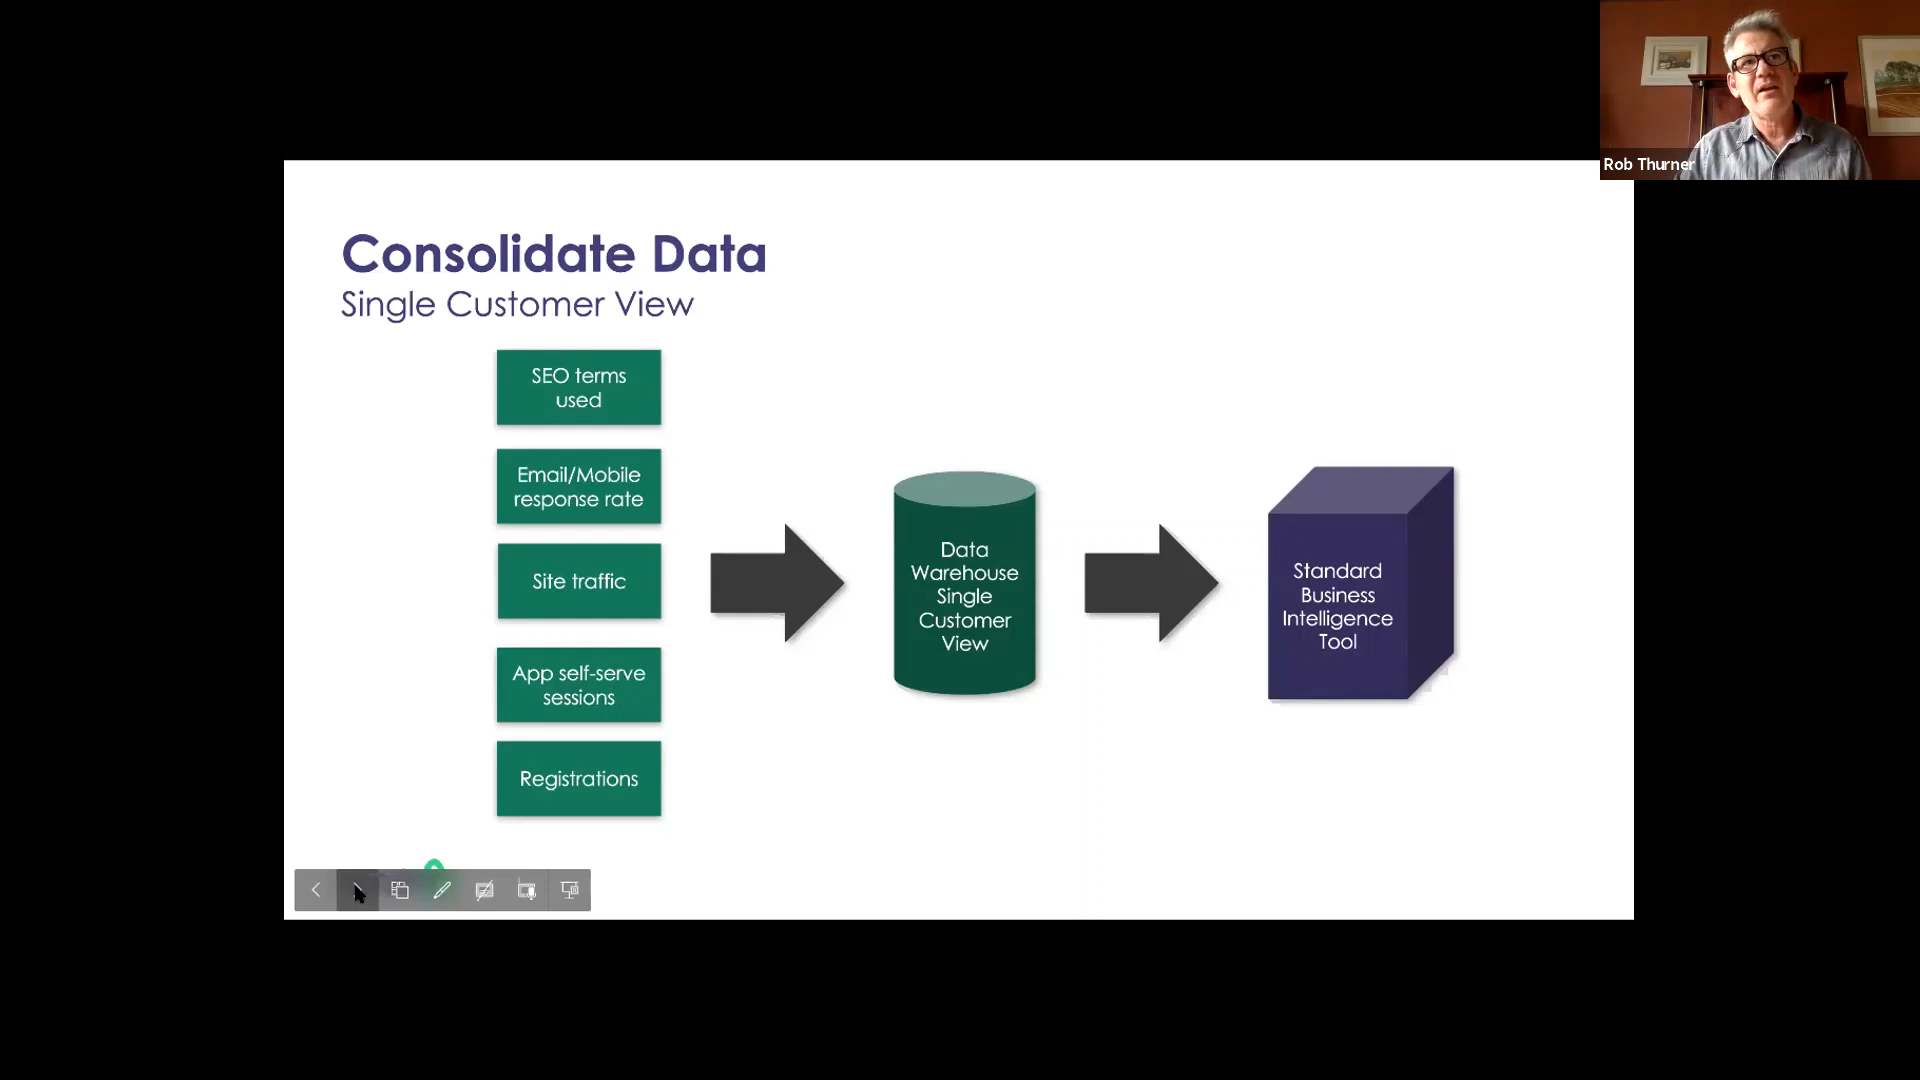 Rob Thurner
Consolidate Data
Single Customer View
SEO terms
used
Email/Mobile
response rate
Site traffic
App self-serve
sessions
Registrations
Data
Warehouse
Single
Customer
View
Standard
Business
Intelligence
Tool